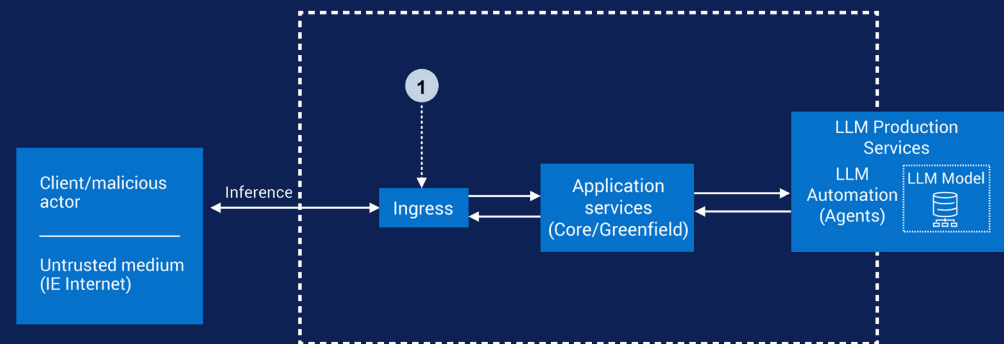 1
Client/malicious
actor
Untrusted medium
(IE Internet)
Inference
Ingress
Application
services
(Core/Greenfield)
LLM Production
Services
LLM
Automation
(Agents)
LLM Model